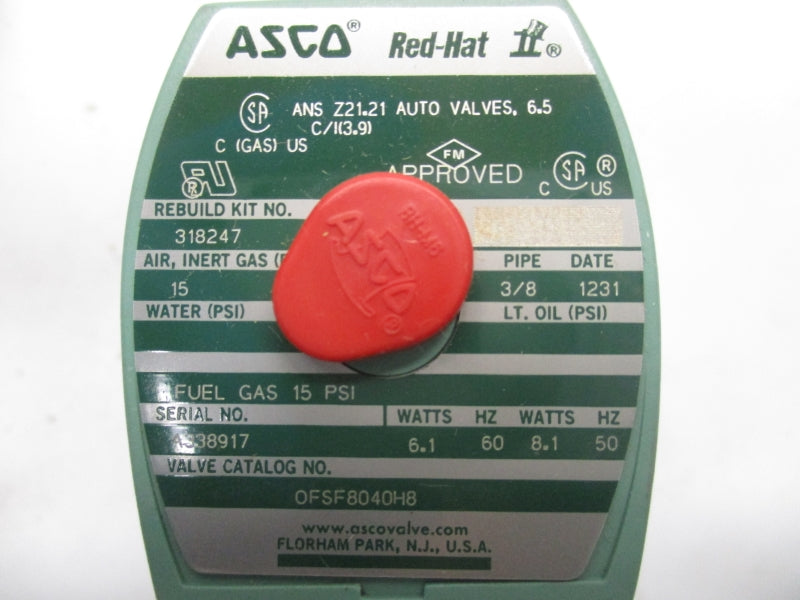 ASCO® Red-Hat II®
SA ANS Z21.21 AUTO VALVES, 6.5
C/I(3.9)
C (GAS) US
FM
APPROVED
C SA ® US
REBUILD KIT NO.
318247
AIR, INERT GAS
PIPE DATE
15 3/8 1231
WATER (PSI) LT. OIL (PSI)
FUEL GAS 15 PSI
SERIAL NO. WATTS HZ WATTS HZ
38917 6.1 60 8.1 50
VALVE CATALOG NO.
OFSF8040H8
www.ascovalve.com
FLORHAM PARK, N.J., U.S.A.
ASCO®